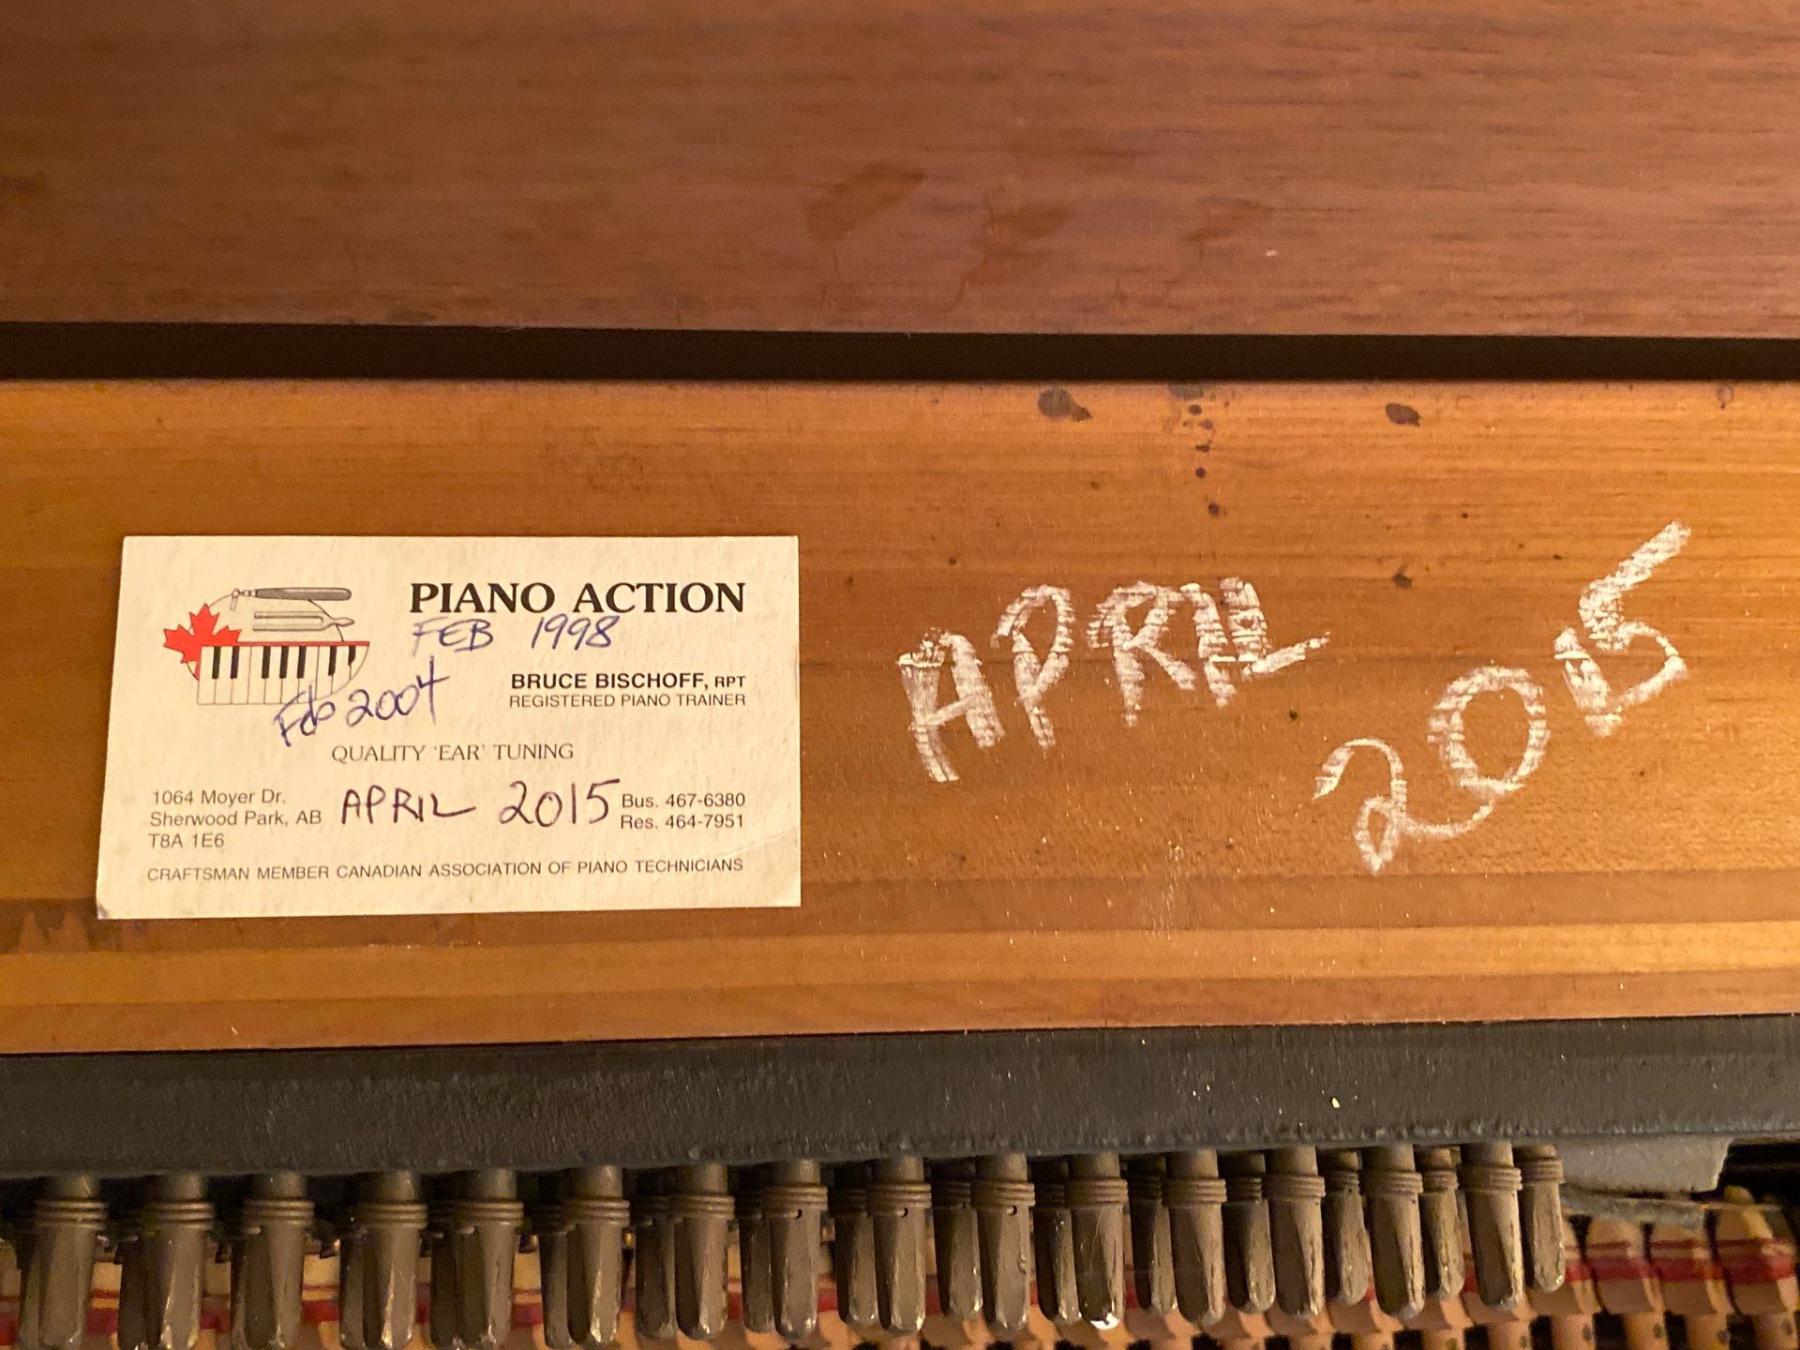 PIANO ACTION
FEB 1998
BRUCE BISCHOFF, RPT
REGISTERED PIANO TRAINER
Feb 2004
QUALITY 'EAR' TUNING
1064 Moyer Dr.
Sherwood Park, AB
T8A 1E6
APRIL 2015
Bus. 467-6380
Res. 464-7951
CRAFTSMAN MEMBER CANADIAN ASSOCIATION OF PIANO TECHNICIANS
APRIL
2015